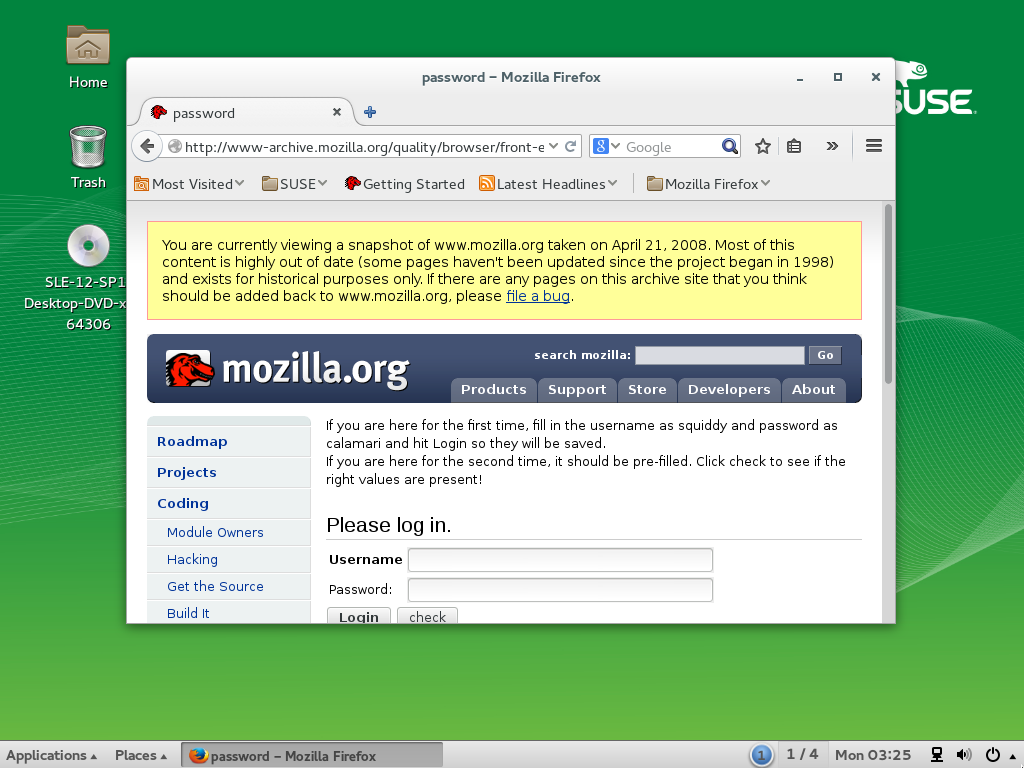 Home
Trash
SLE-12-SP1
Desktop-DVD-x
64306
SUSE
password – Mozilla Firefox
password
http://www-archive.mozilla.org/quality/browser/front-e
Google
Most Visited
SUSE
Getting Started
Latest Headlines
Mozilla Firefox
You are currently viewing a snapshot of www.mozilla.org taken on April 21, 2008. Most of this
content is highly out of date (some pages haven't been updated since the project began in 1998)
and exists for historical purposes only. If there are any pages on this archive site that you think
should be added back to www.mozilla.org, please file a bug.
mozilla.org
search mozilla:
Go
Products
Support
Store
Developers
About
Roadmap
Projects
Coding
Module Owners
Hacking
Get the Source
Build It
If you are here for the first time, fill in the username as squiddy and password as
calamari and hit Login so they will be saved.
If you are here for the second time, it should be pre-filled. Click check to see if the
right values are present!
Please log in.
Username
Password:
Login
check
Applications
Places
password – Mozilla Firefox
1
1 / 4
Mon 03:25